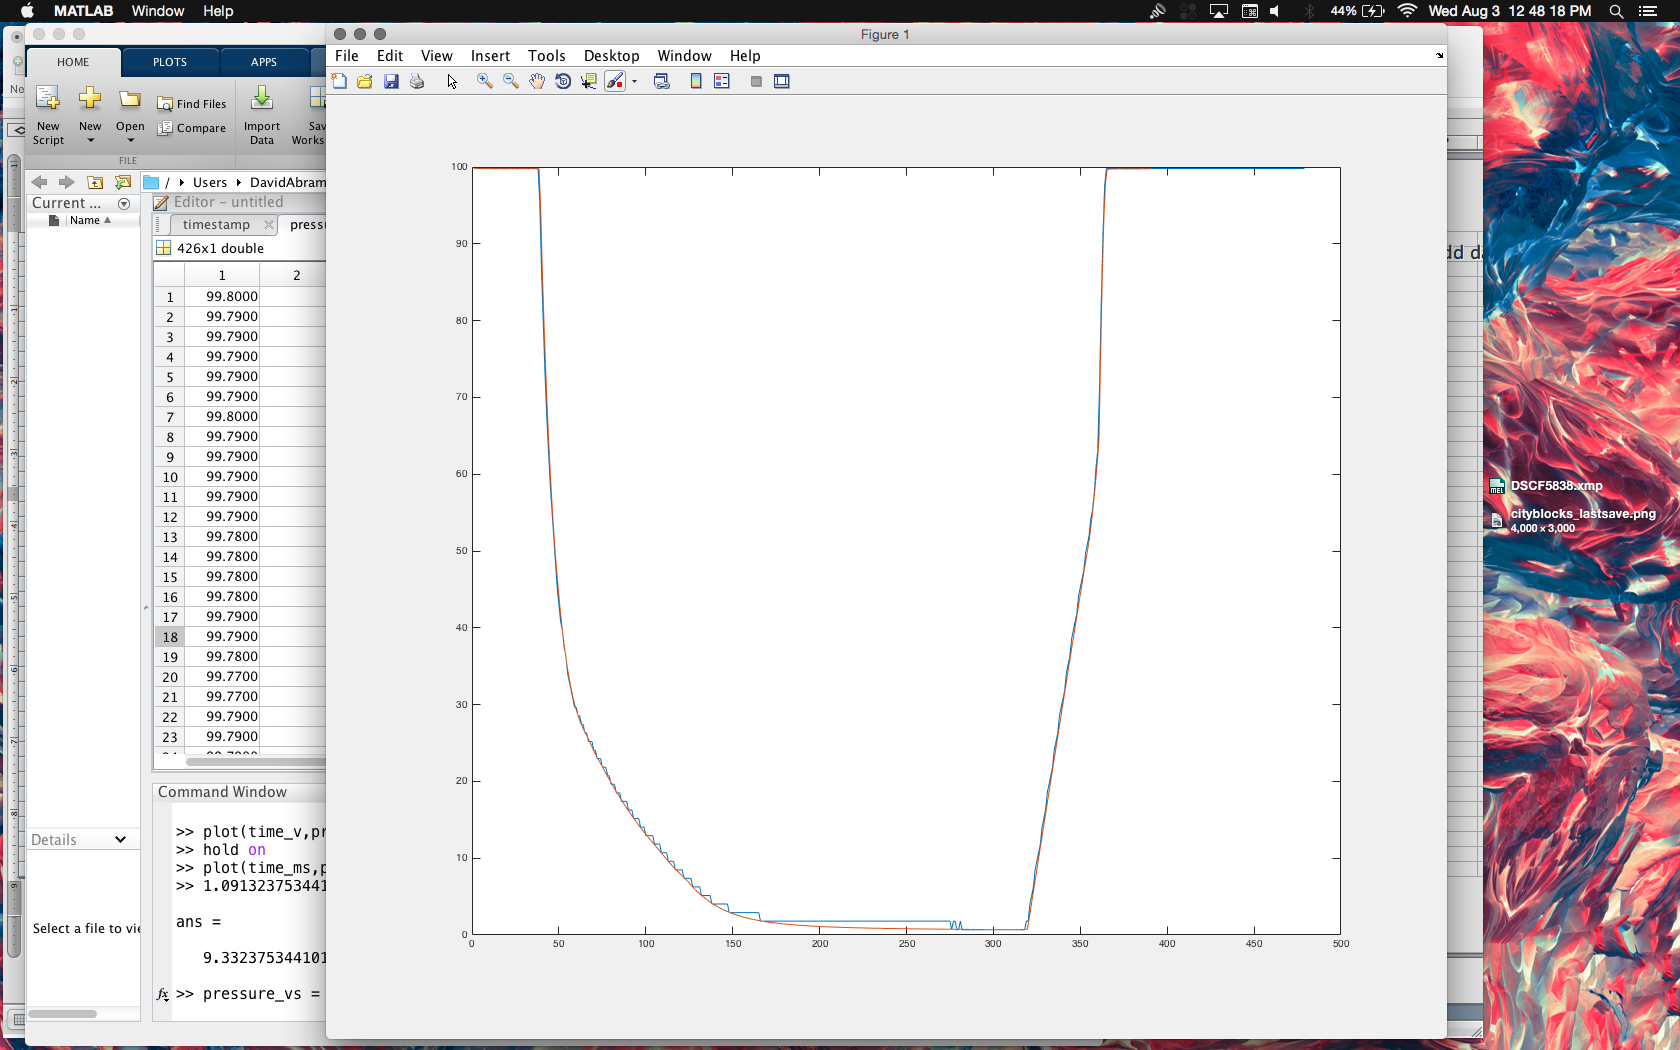 MATLAB Window Help
44% Wed Aug 3 12 48 18 PM
Figure 1
File Edit View Insert Tools Desktop Window Help
HOME PLOTS APPS
New Script
New
Open
Find Files
Compare
Import Data
FILE
/ Users DavidAbram
Current ...
Name
Editor - untitled
timestamp
426x1 double
1 2
1 99.8000
2 99.7900
3 99.7900
4 99.7900
5 99.7900
6 99.7900
7 99.8000
8 99.7900
9 99.7900
10 99.7900
11 99.7900
12 99.7900
13 99.7800
14 99.7800
15 99.7800
16 99.7800
17 99.7900
18 99.7900
19 99.7800
20 99.7700
21 99.7700
22 99.7900
23 99.7900
Command Window
>> plot(time_v,pr
>> hold on
>> plot(time_ms,p
>> 1.091323753441
ans =
9.332375344101
fx >> pressure_vs =
Details
Select a file to vie
100
90
80
70
60
50
40
30
20
10
0
0 50 100 150 200 250 300 350 400 450 500
DSCF5838.xmp
cityblocks_lastsave.png
4,000 × 3,000